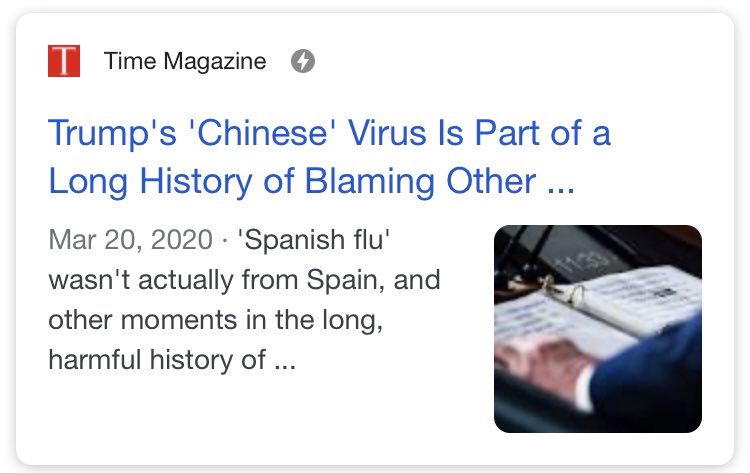 T
Time Magazine
Trump's 'Chinese' Virus Is Part of a
Long History of Blaming Other ...
Mar 20, 2020 · 'Spanish flu'
wasn't actually from Spain, and
other moments in the long,
harmful history of ...